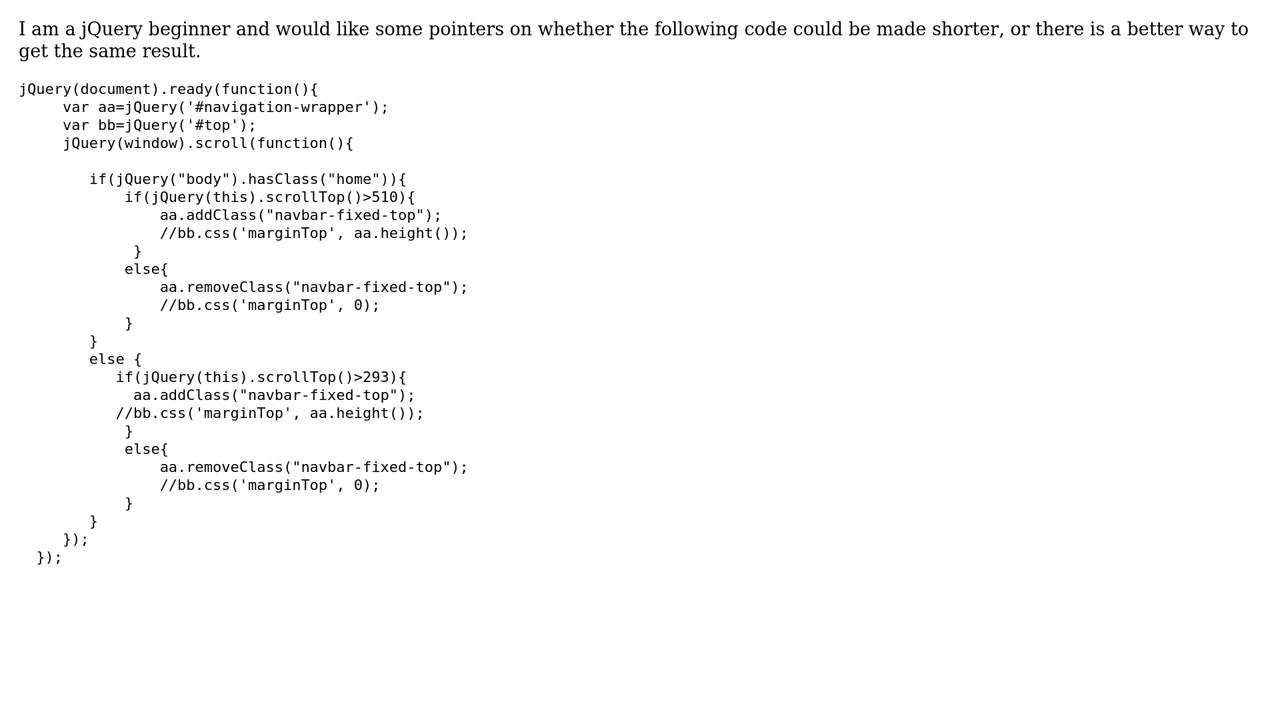 I am a jQuery beginner and would like some pointers on whether the following code could be made shorter, or there is a better way to
get the same result.
jQuery(document).ready(function(){
     var aa=jQuery('#navigation-wrapper');
     var bb=jQuery('#top');
     jQuery(window).scroll(function(){

        if(jQuery("body").hasClass("home")){
            if(jQuery(this).scrollTop()>510){
                aa.addClass("navbar-fixed-top");
                //bb.css('marginTop', aa.height());
             }
            else{
                aa.removeClass("navbar-fixed-top");
                //bb.css('marginTop', 0);
            }
        }
        else {
           if(jQuery(this).scrollTop()>293){
             aa.addClass("navbar-fixed-top");
           //bb.css('marginTop', aa.height());
            }
            else{
                aa.removeClass("navbar-fixed-top");
                //bb.css('marginTop', 0);
            }
        }
     });
  });